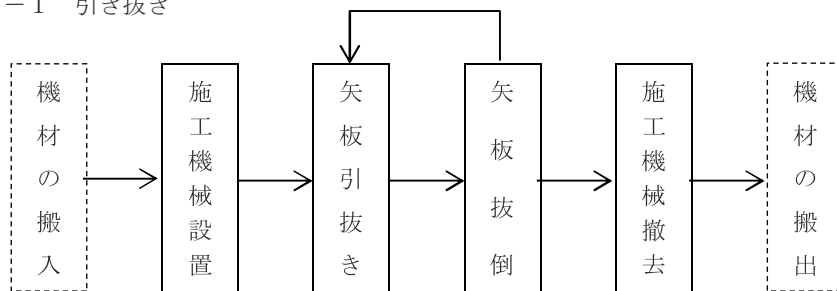 －１　引き抜き
機材の搬入
施工機械設置
矢板引抜き
矢板抜倒
施工機械撤去
機材の搬出